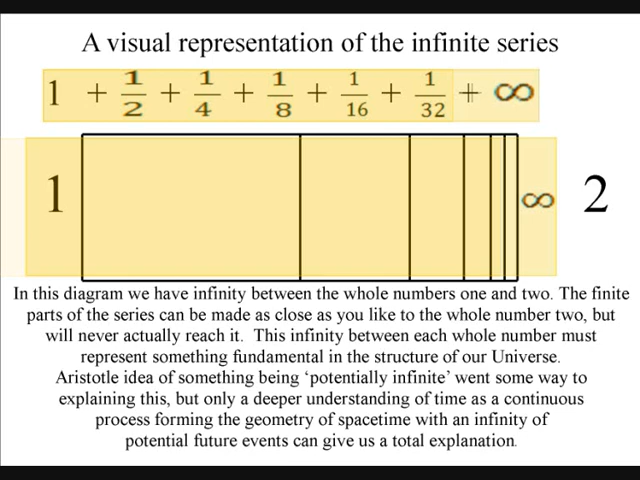 A visual representation of the infinite series
1 + 1/2 + 1/4 + 1/8 + 1/16 + 1/32 + ∞
1 ∞ 2
In this diagram we have infinity between the whole numbers one and two. The finite
parts of the series can be made as close as you like to the whole number two, but
will never actually reach it. This infinity between each whole number must
represent something fundamental in the structure of our Universe.
Aristotle idea of something being ‘potentially infinite’ went some way to
explaining this, but only a deeper understanding of time as a continuous
process forming the geometry of spacetime with an infinity of
potential future events can give us a total explanation.